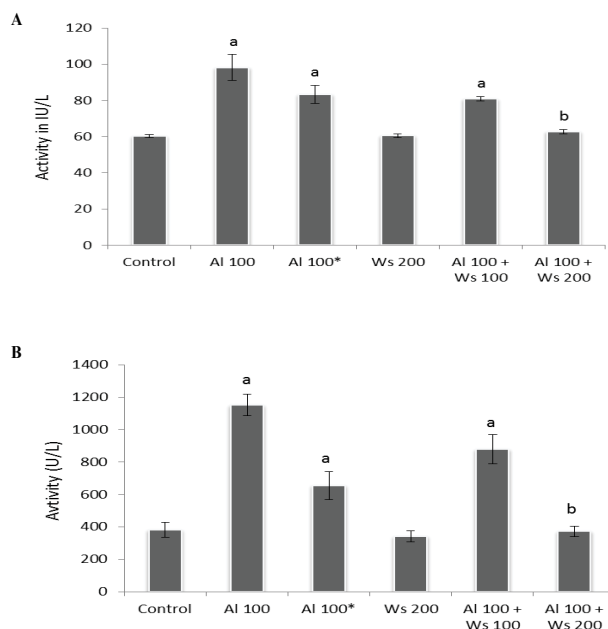 A
120
100
80
60
40
20
0
Activity in IU/L
a
a
a
b
Control
Al 100
Al 100*
Ws 200
Al 100 +
Ws 100
Al 100 +
Ws 200
B
1400
1200
1000
800
600
400
200
0
Avtivity (U/L)
a
a
a
b
Control
Al 100
Al 100*
Ws 200
Al 100 +
Ws 100
Al 100 +
Ws 200